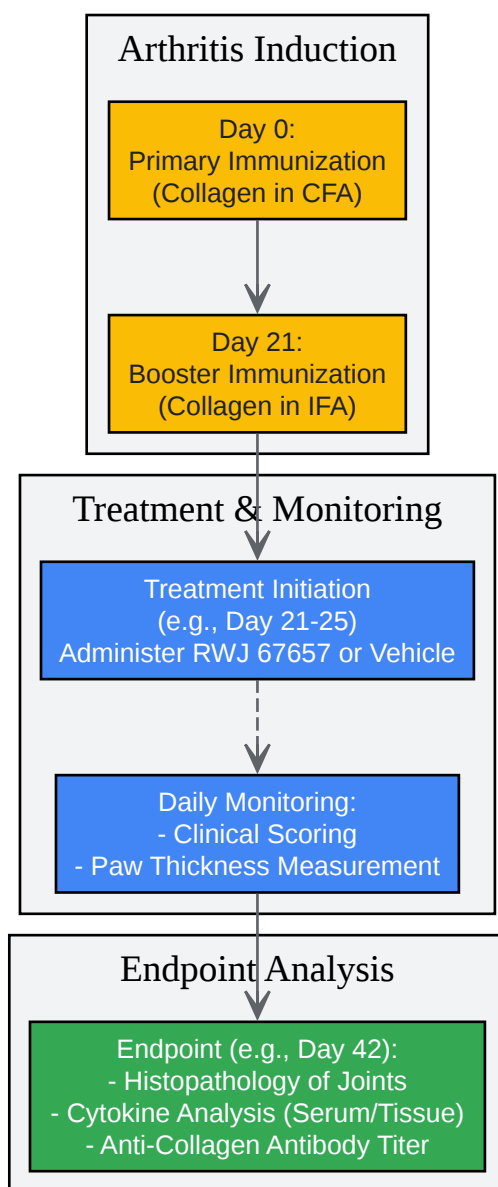 Arthritis Induction
Day 0:
Primary Immunization
(Collagen in CFA)
Day 21:
Booster Immunization
(Collagen in IFA)
Treatment & Monitoring
Treatment Initiation
(e.g., Day 21-25)
Administer RWJ 67657 or Vehicle
Daily Monitoring:
- Clinical Scoring
- Paw Thickness Measurement
Endpoint Analysis
Endpoint (e.g., Day 42):
- Histopathology of Joints
- Cytokine Analysis (Serum/Tissue)
- Anti-Collagen Antibody Titer